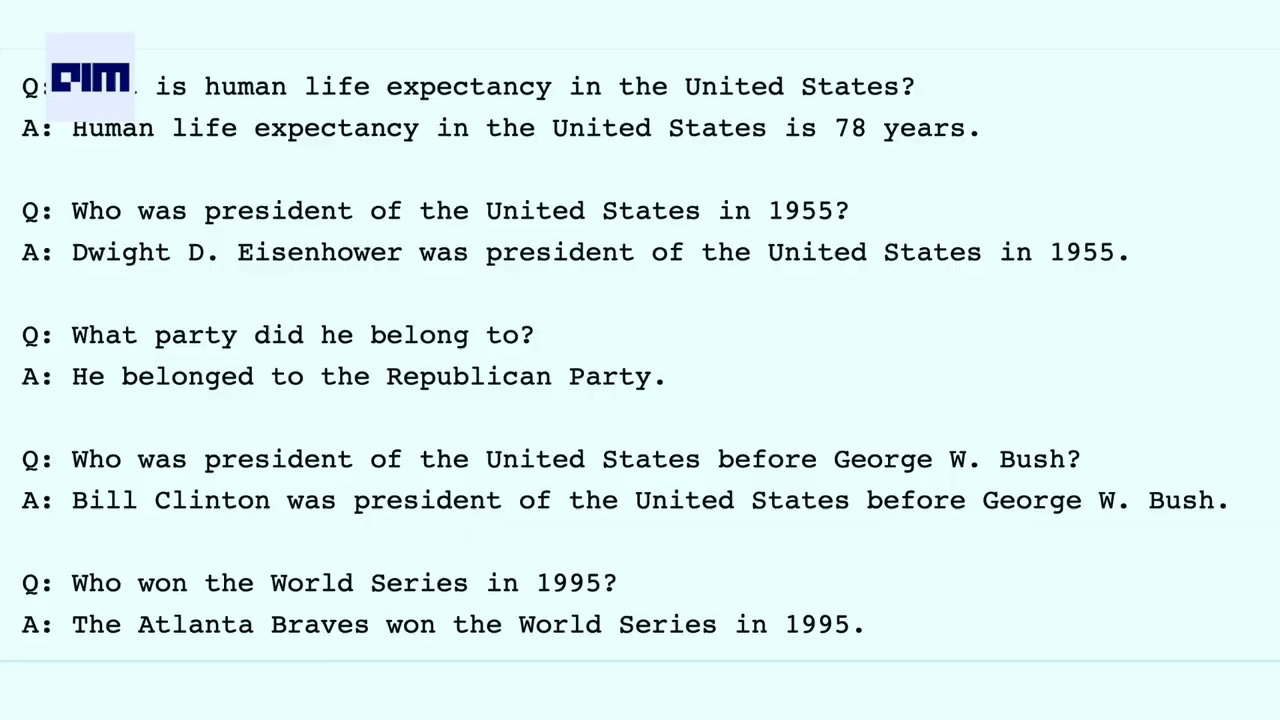 AIM
Q: is human life expectancy in the United States?
A: Human life expectancy in the United States is 78 years.
Q: Who was president of the United States in 1955?
A: Dwight D. Eisenhower was president of the United States in 1955.
Q: What party did he belong to?
A: He belonged to the Republican Party.
Q: Who was president of the United States before George W. Bush?
A: Bill Clinton was president of the United States before George W. Bush.
Q: Who won the World Series in 1995?
A: The Atlanta Braves won the World Series in 1995.